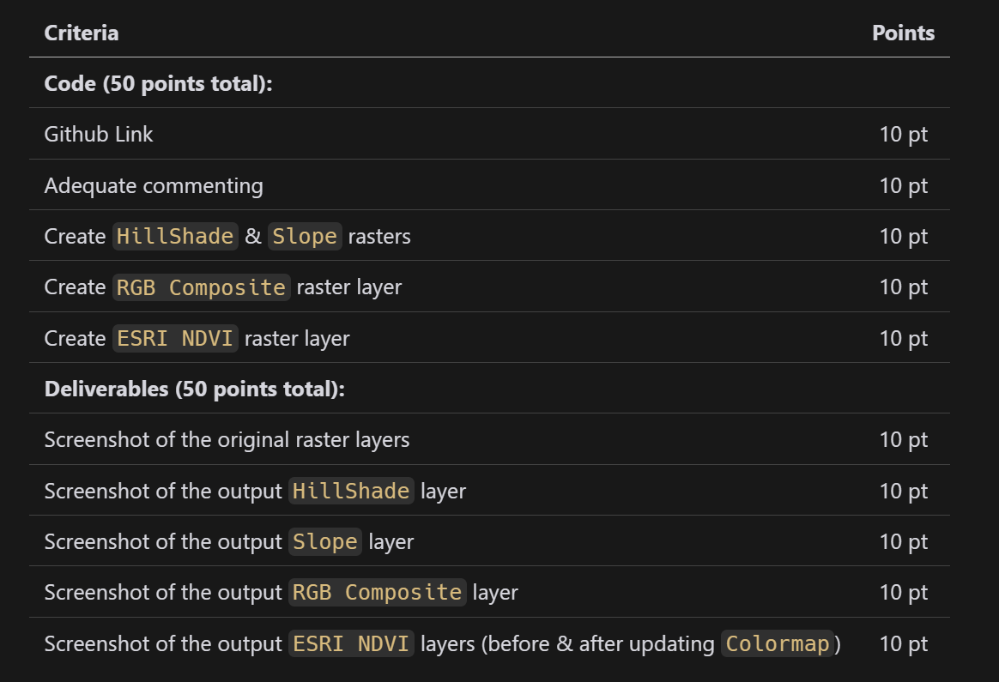 Criteria Points
Code (50 points total):
Github Link 10 pt
Adequate commenting 10 pt
Create HillShade & Slope rasters 10 pt
Create RGB Composite raster layer 10 pt
Create ESRI NDVI raster layer 10 pt
Deliverables (50 points total):
Screenshot of the original raster layers 10 pt
Screenshot of the output HillShade layer 10 pt
Screenshot of the output Slope layer 10 pt
Screenshot of the output RGB Composite layer 10 pt
Screenshot of the output ESRI NDVI layers (before & after updating Colormap) 10 pt